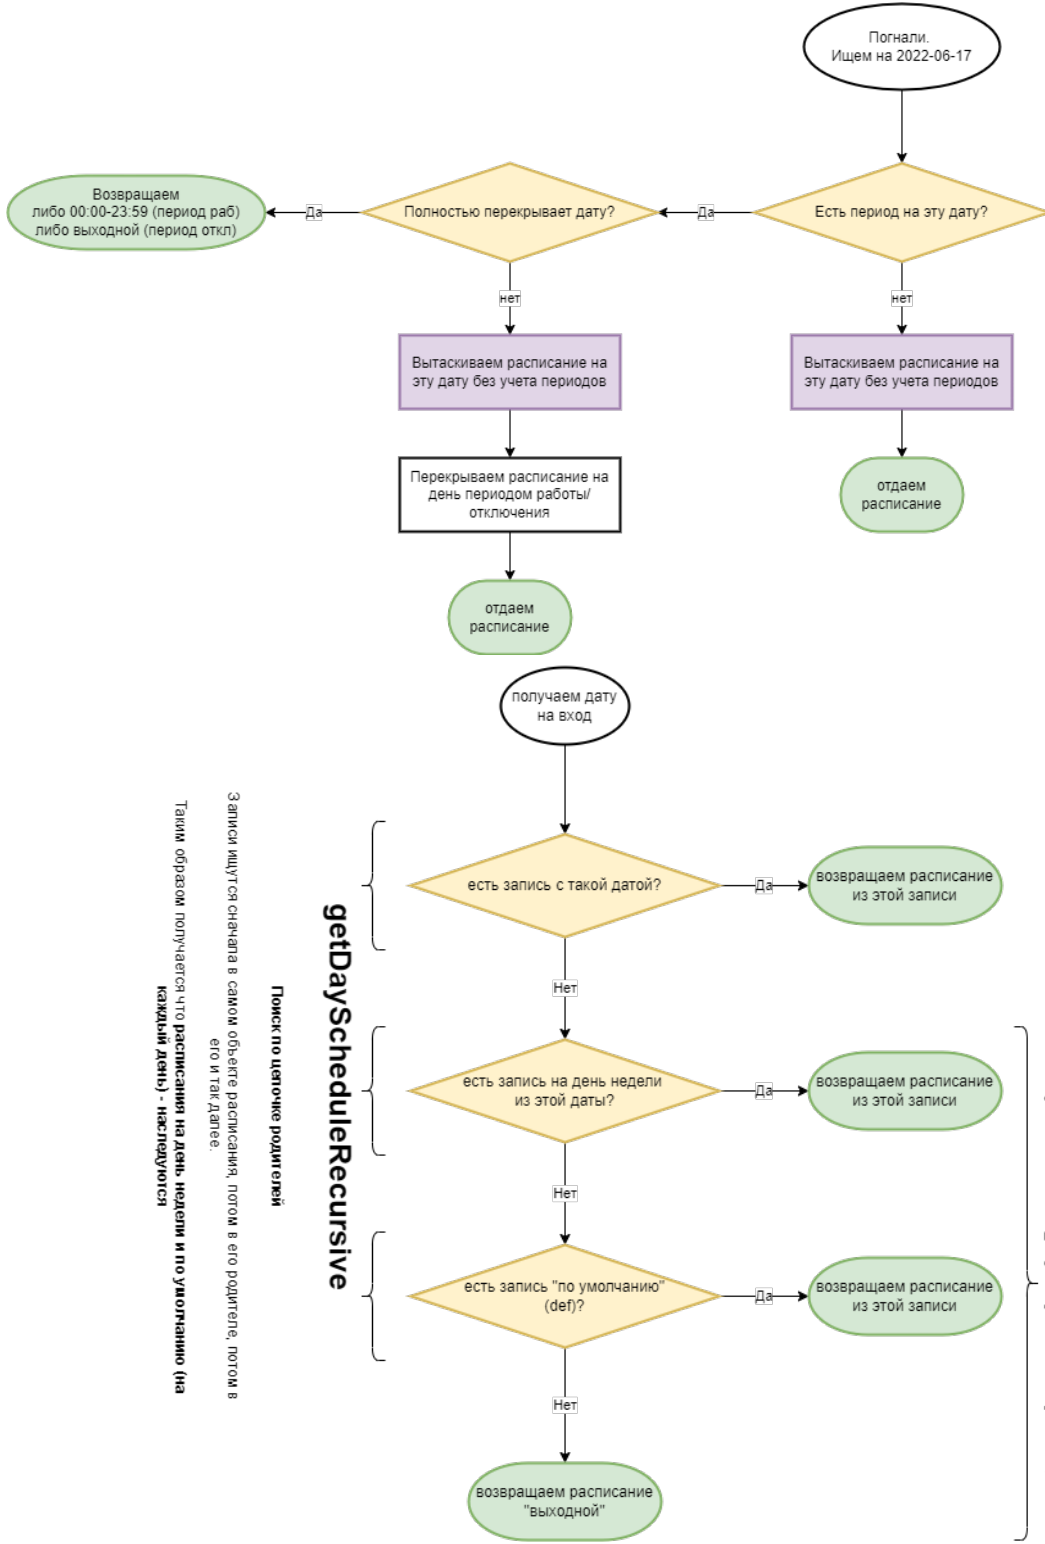 Погнали.
Ищем на 2022-06-17
Есть период на эту дату?
Да
Полностью перекрывает дату?
Да
Возвращаем
либо 00:00-23:59 (период раб)
либо выходной (период откл)
нет
нет
Вытаскиваем расписание на
эту дату без учета периодов
Вытаскиваем расписание на
эту дату без учета периодов
Перекрываем расписание на
день периодом работы/
отключения
отдаем
расписание
отдаем
расписание
получаем дату
на вход
есть запись с такой датой?
Да
возвращаем расписание
из этой записи
Нет
есть запись на день недели
из этой даты?
Да
возвращаем расписание
из этой записи
Нет
есть запись "по умолчанию"
(def)?
Да
возвращаем расписание
из этой записи
Нет
возвращаем расписание
"выходной"
getDayScheduleRecursive
Поиск по цепочке родителей
Записи ищутся сначала в самом объекте расписания, потом в его родителе, потом в
его и так далее.
Таким образом получается что расписания на день недели и по умолчанию (на
каждый день) - наследуются